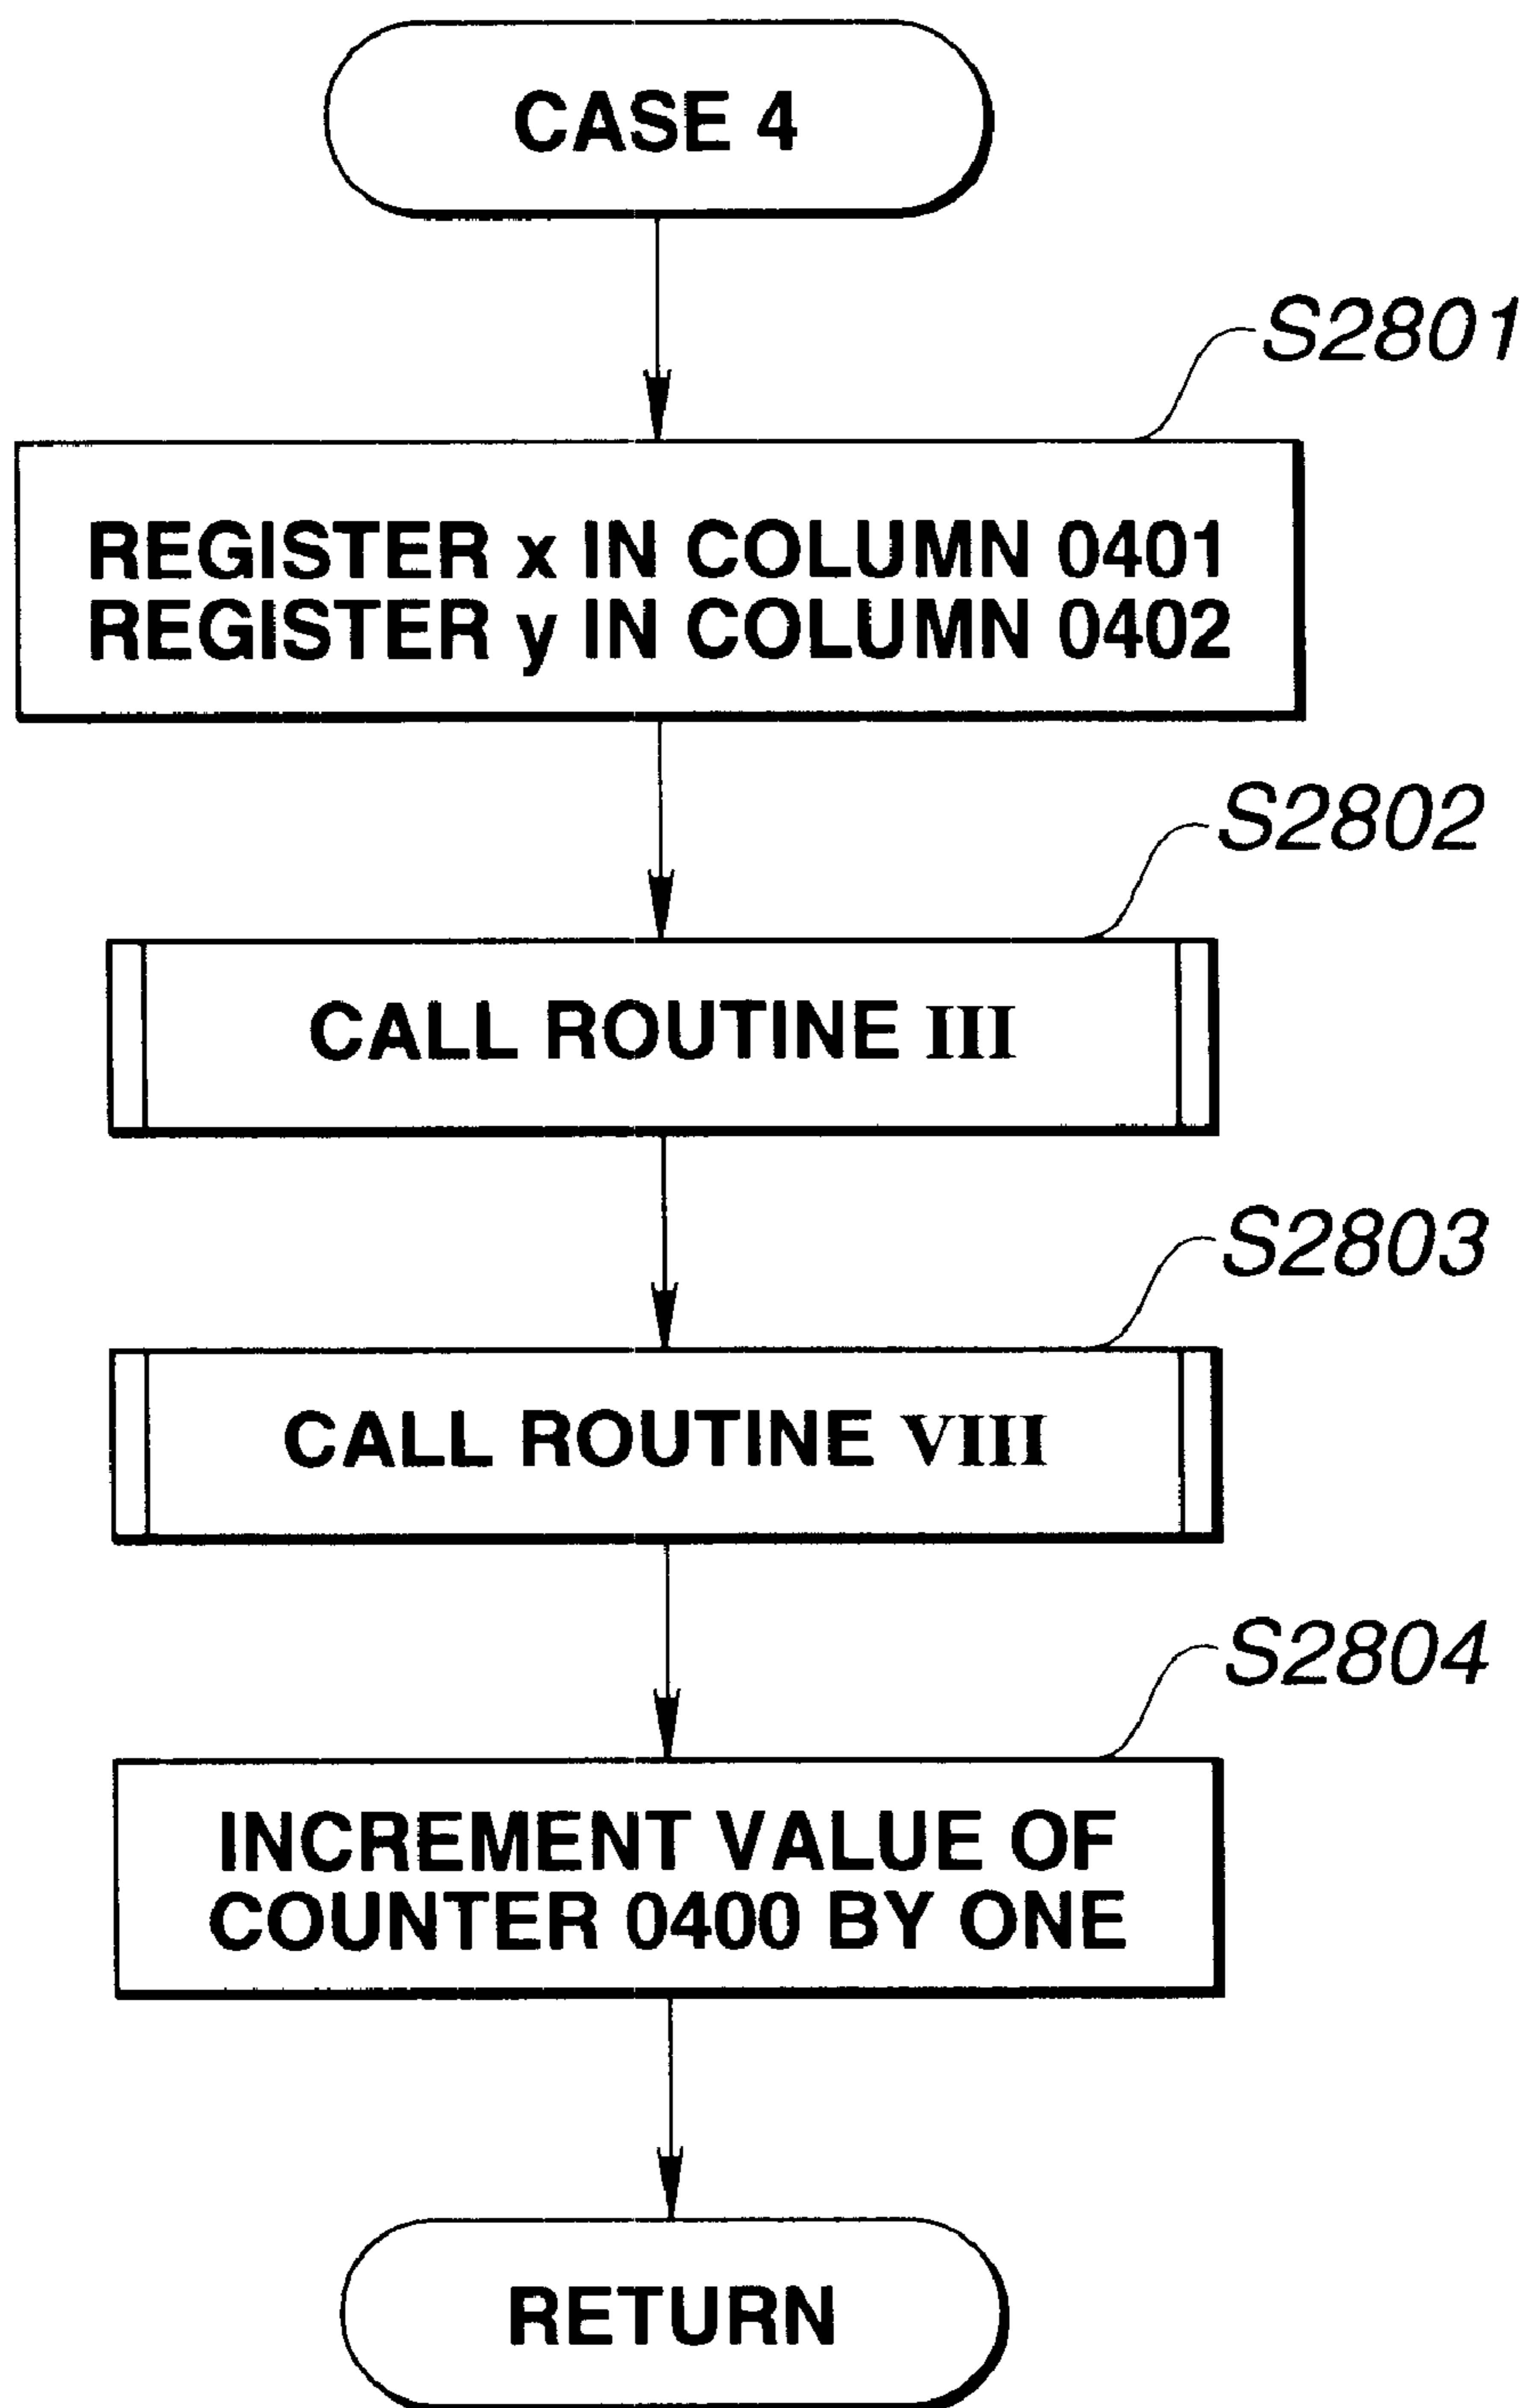 CASE 4
S2801
REGISTER x IN COLUMN 0401
REGISTER y IN COLUMN 0402
S2802
CALL ROUTINE III
S2803
CALL ROUTINE VIII
S2804
INCREMENT VALUE OF
COUNTER 0400 BY ONE
RETURN